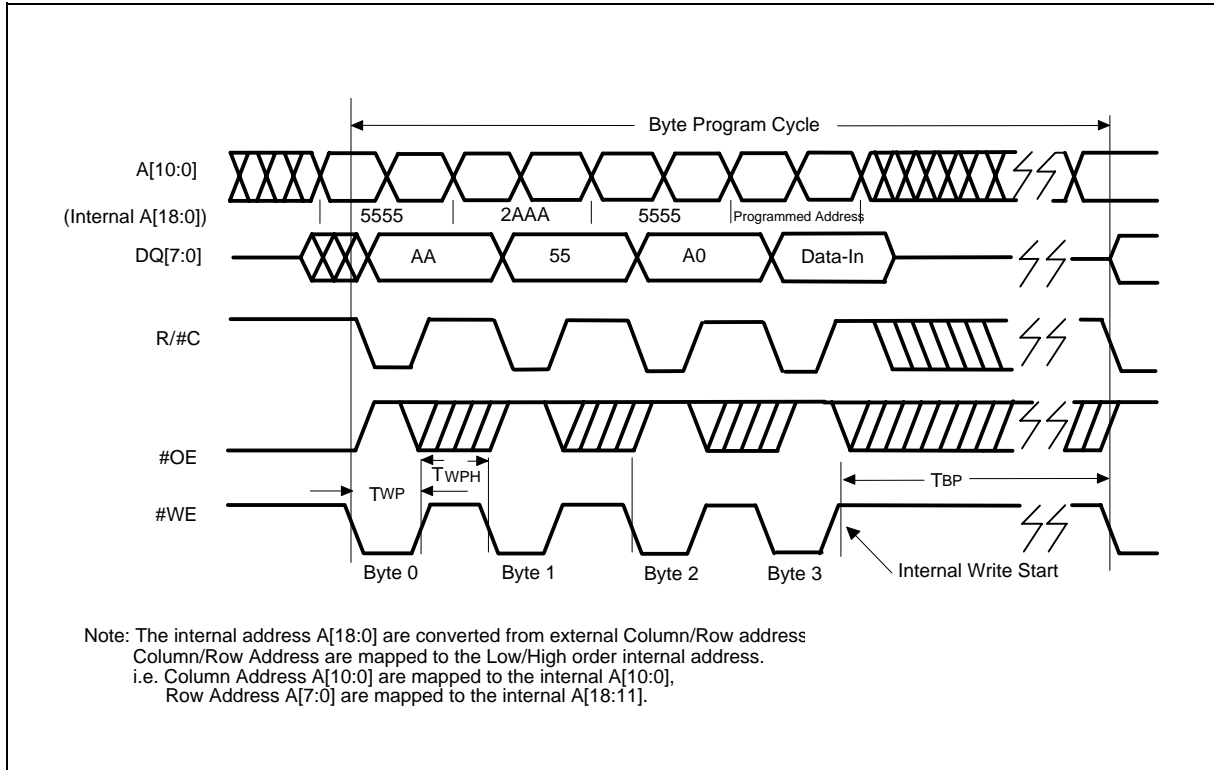 Byte Program Cycle
A[10:0]
(Internal A[18:0])
5555 2AAA 5555 Programmed Address
DQ[7:0]
AA 55 A0 Data-In
R/#C
#OE
TWP TWPH TBP
#WE
Byte 0 Byte 1 Byte 2 Byte 3 Internal Write Start
Note: The internal address A[18:0] are converted from external Column/Row address
Column/Row Address are mapped to the Low/High order internal address.
i.e. Column Address A[10:0] are mapped to the internal A[10:0],
Row Address A[7:0] are mapped to the internal A[18:11].